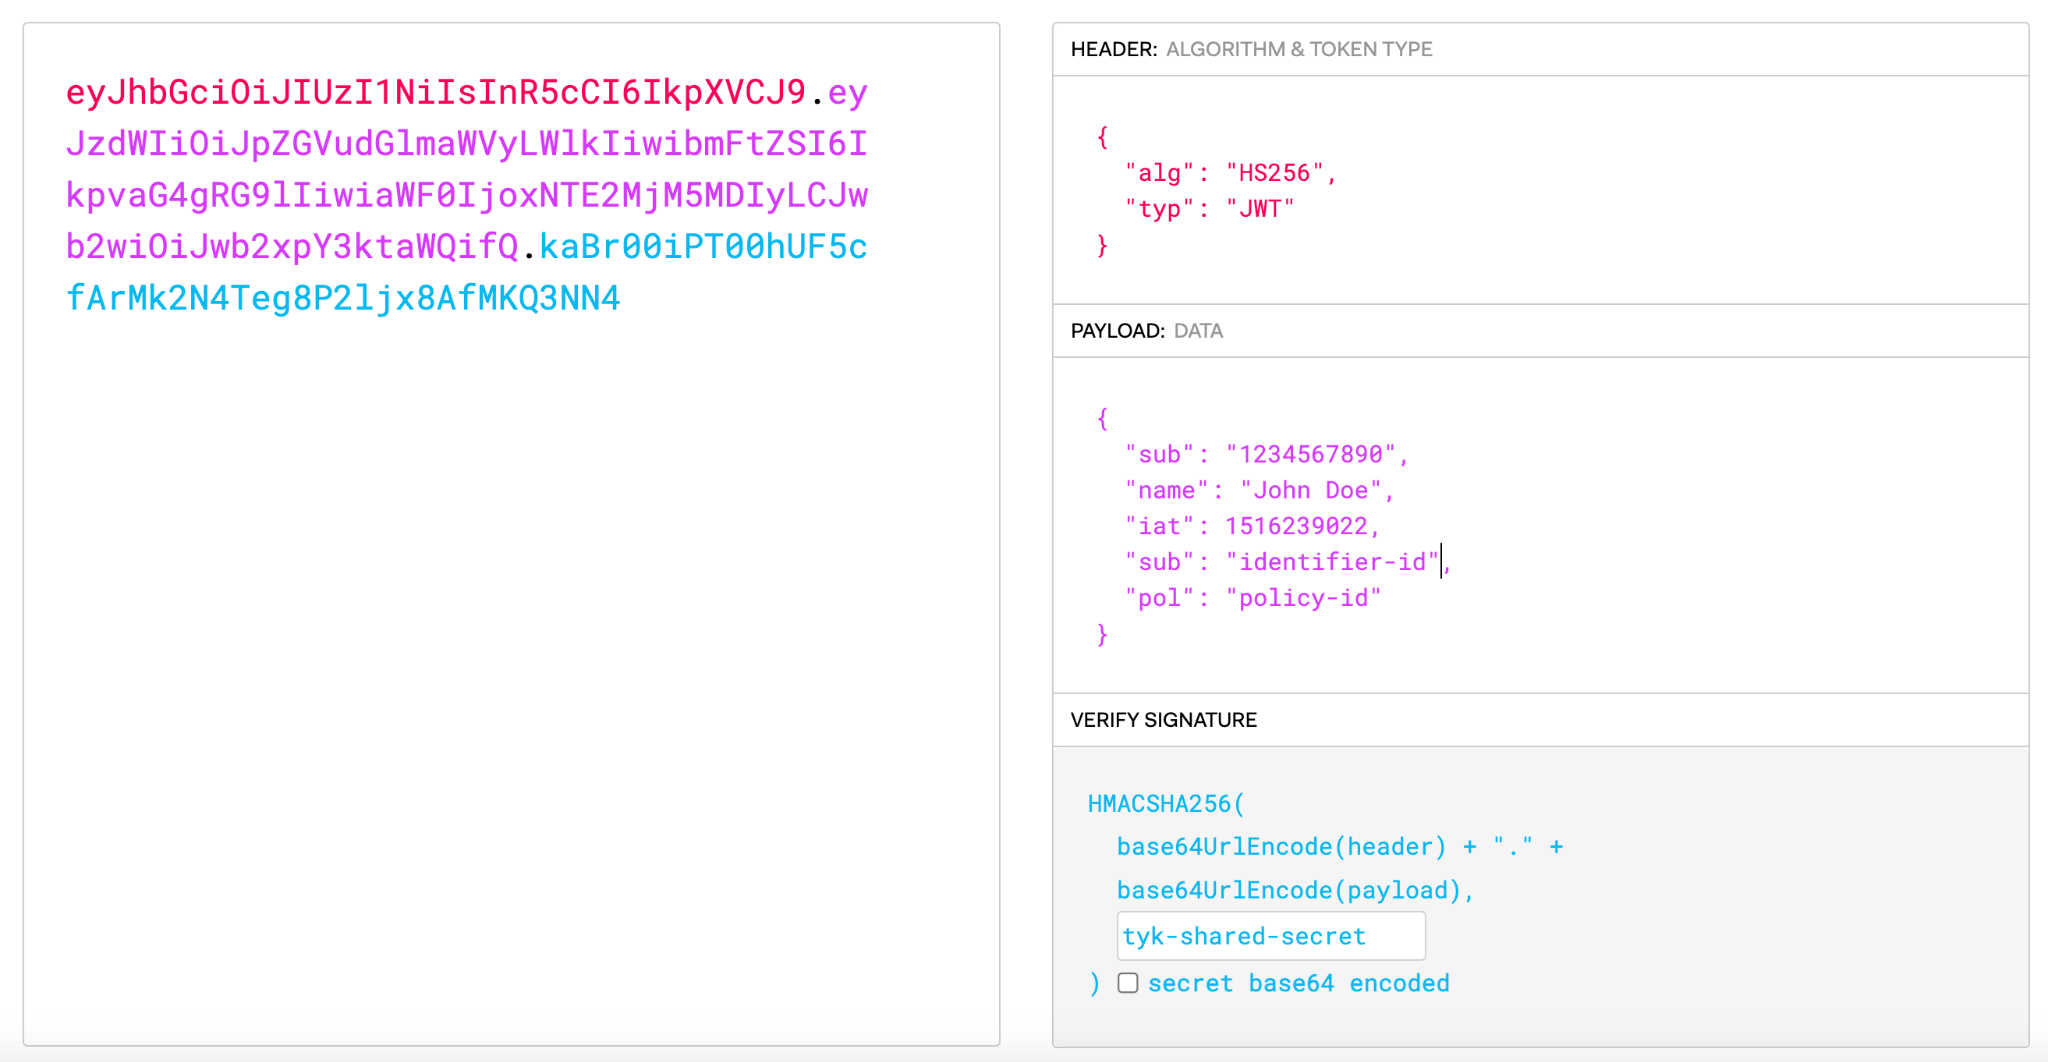 eyJhbGciOiJIUzI1NiIsInR5cCI6IkpXVCJ9.ey
JzdWIiOiJpZGVudGlmaWVyLWlkIiwibmFtZSI6I
kpvaG4gRG9lIiwiaWF0IjoxNTE2MjM5MDIyLCJw
b2wiOiJwb2xpY3ktaWQifQ.kaBr00iPT00hUF5c
fArMk2N4Teg8P2ljx8AfMKQ3NN4
HEADER: ALGORITHM & TOKEN TYPE
{
  "alg": "HS256",
  "typ": "JWT"
}
PAYLOAD: DATA
{
  "sub": "1234567890",
  "name": "John Doe",
  "iat": 1516239022,
  "sub": "identifier-id",
  "pol": "policy-id"
}
VERIFY SIGNATURE
HMACSHA256(
  base64UrlEncode(header) + "." +
  base64UrlEncode(payload),
  tyk-shared-secret
) secret base64 encoded